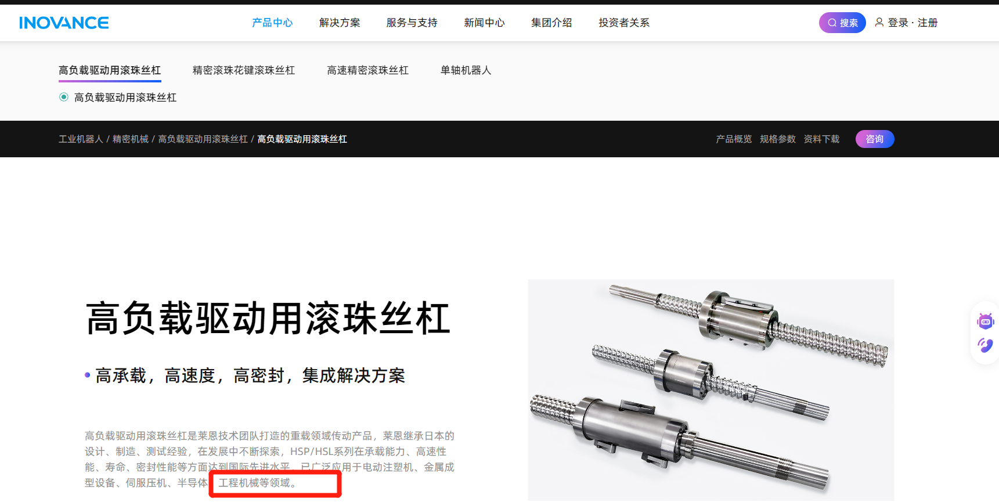 INOVANCE
产品中心 解决方案 服务与支持 新闻中心 集团介绍 投资者关系 搜索 登录 · 注册
高负载驱动用滚珠丝杠 精密滚珠花键滚珠丝杠 高速精密滚珠丝杠 单轴机器人
高负载驱动用滚珠丝杠
工业机器人 / 精密机械 / 高负载驱动用滚珠丝杠 / 高负载驱动用滚珠丝杠 产品概览 规格参数 资料下载 咨询
高负载驱动用滚珠丝杠
高承载，高速度，高密封，集成解决方案
高负载驱动用滚珠丝杠是莱恩技术团队打造的重载领域传动产品，莱恩继承日本的
设计、制造、测试经验，在发展中不断探索，HSP/HSL系列在承载能力、高速性
能、寿命、密封性能等方面达到国际先进水平，已广泛应用于电动注塑机、金属成
型设备、伺服压机、半导体 工程机械等领域。